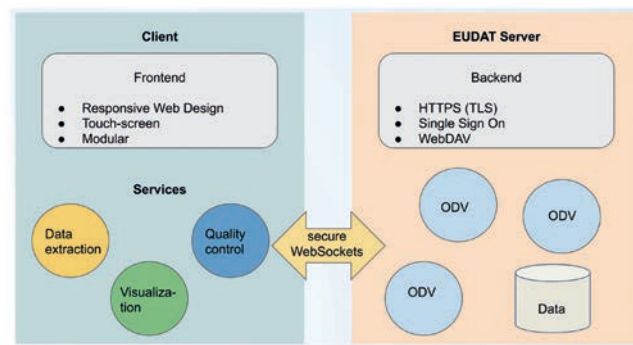 Client
Frontend
● Responsive Web Design
● Touch-screen
● Modular
Services
Data
extraction
Visualiza-
tion
Quality
control
secure
WebSockets
EUDAT Server
Backend
● HTTPS (TLS)
● Single Sign On
● WebDAV
ODV
ODV
ODV
Data